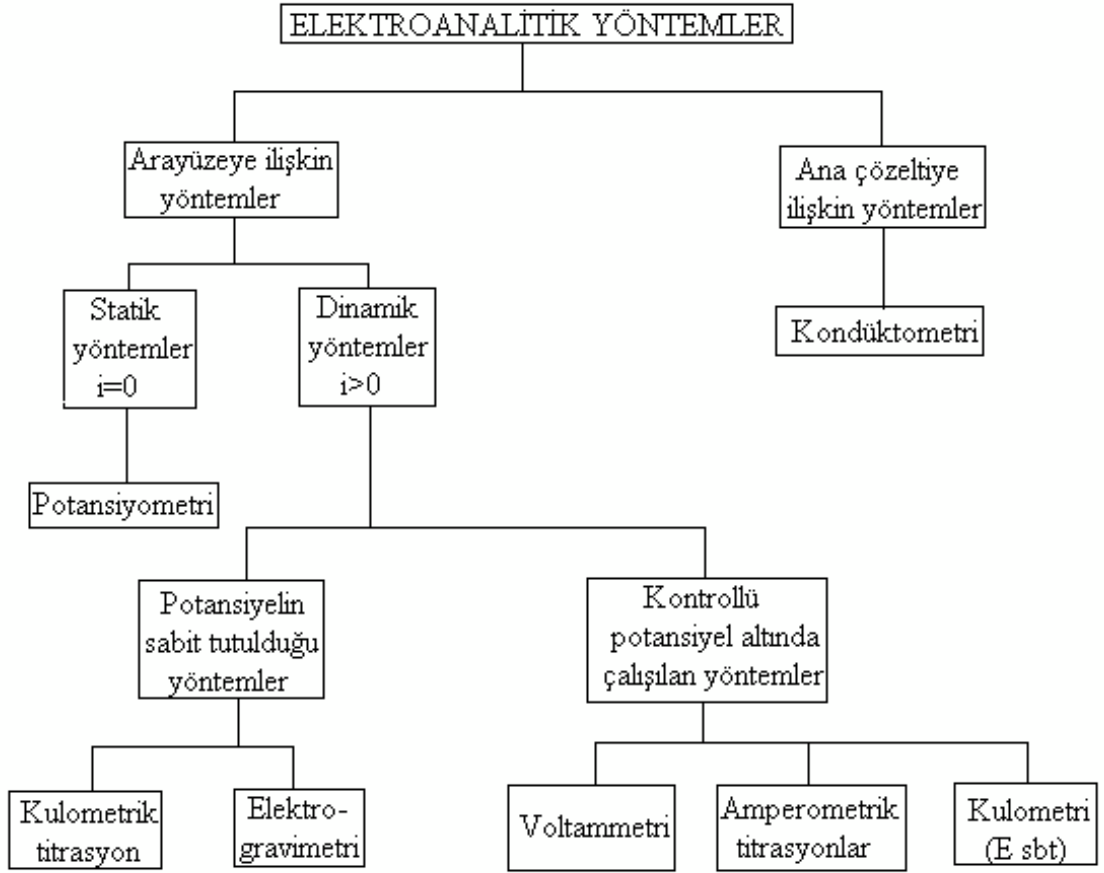 ELEKTROANALİTİK YÖNTEMLER
Arayüzeye ilişkin
yöntemler
Ana çözeltiye
ilişkin yöntemler
Statik
yöntemler
i=0
Dinamik
yöntemler
i>0
Kondüktometri
Potansiyometri
Potansiyelin
sabit tutulduğu
yöntemler
Kontrollü
potansiyel altında
çalışılan yöntemler
Kulometrik
titrasyon
Elektro-
gravimetri
Voltammetri
Amperometrik
titrasyonlar
Kulometri
(E sbt)